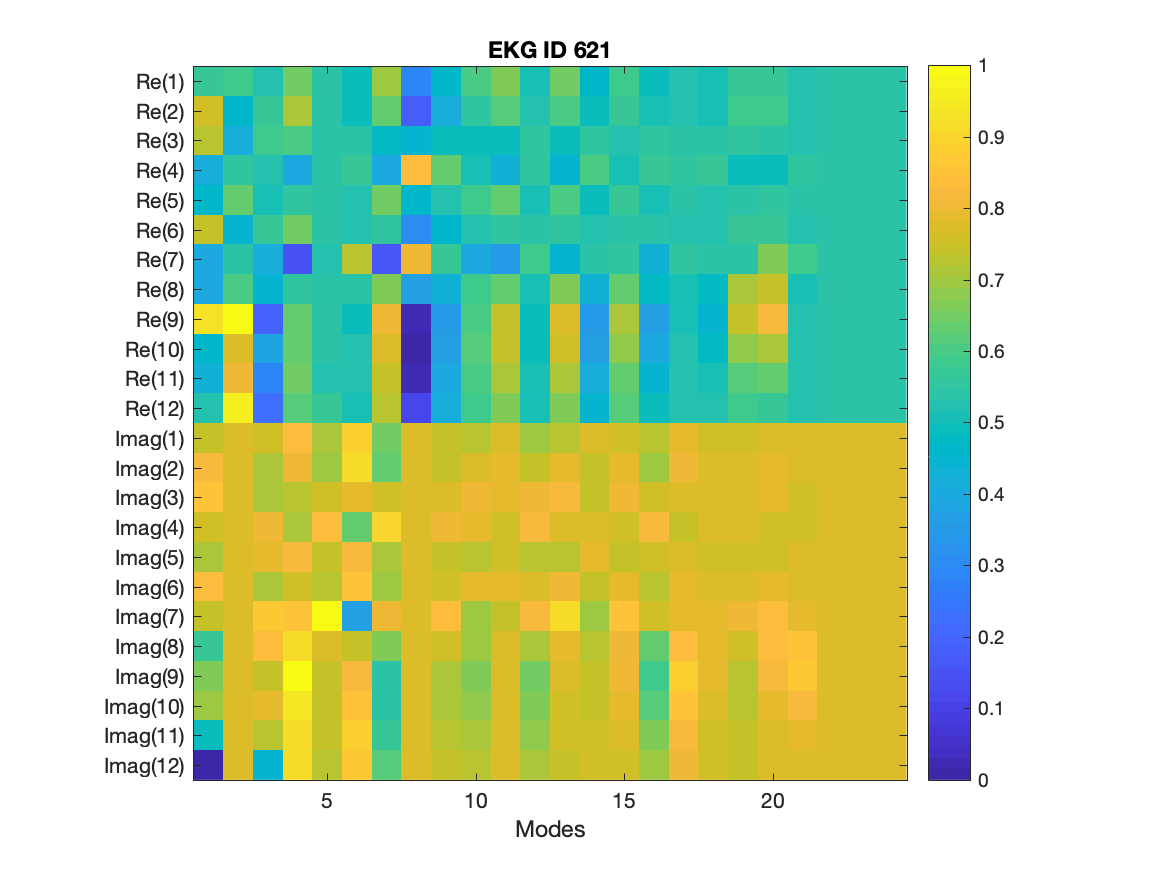 EKG ID 621
Re(1)
Re(2)
Re(3)
Re(4)
Re(5)
Re(6)
Re(7)
Re(8)
Re(9)
Re(10)
Re(11)
Re(12)
Imag(1)
Imag(2)
Imag(3)
Imag(4)
Imag(5)
Imag(6)
Imag(7)
Imag(8)
Imag(9)
Imag(10)
Imag(11)
Imag(12)
5 10 15 20
Modes
1
0.9
0.8
0.7
0.6
0.5
0.4
0.3
0.2
0.1
0